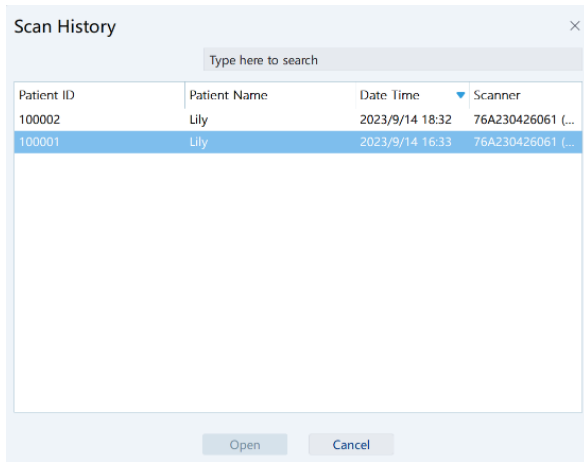 Scan History
Type here to search
Patient ID Patient Name Date Time Scanner
100002 Lily 2023/9/14 18:32 76A230426061 (...
100001 Lily 2023/9/14 16:33 76A230426061 (...
Open Cancel